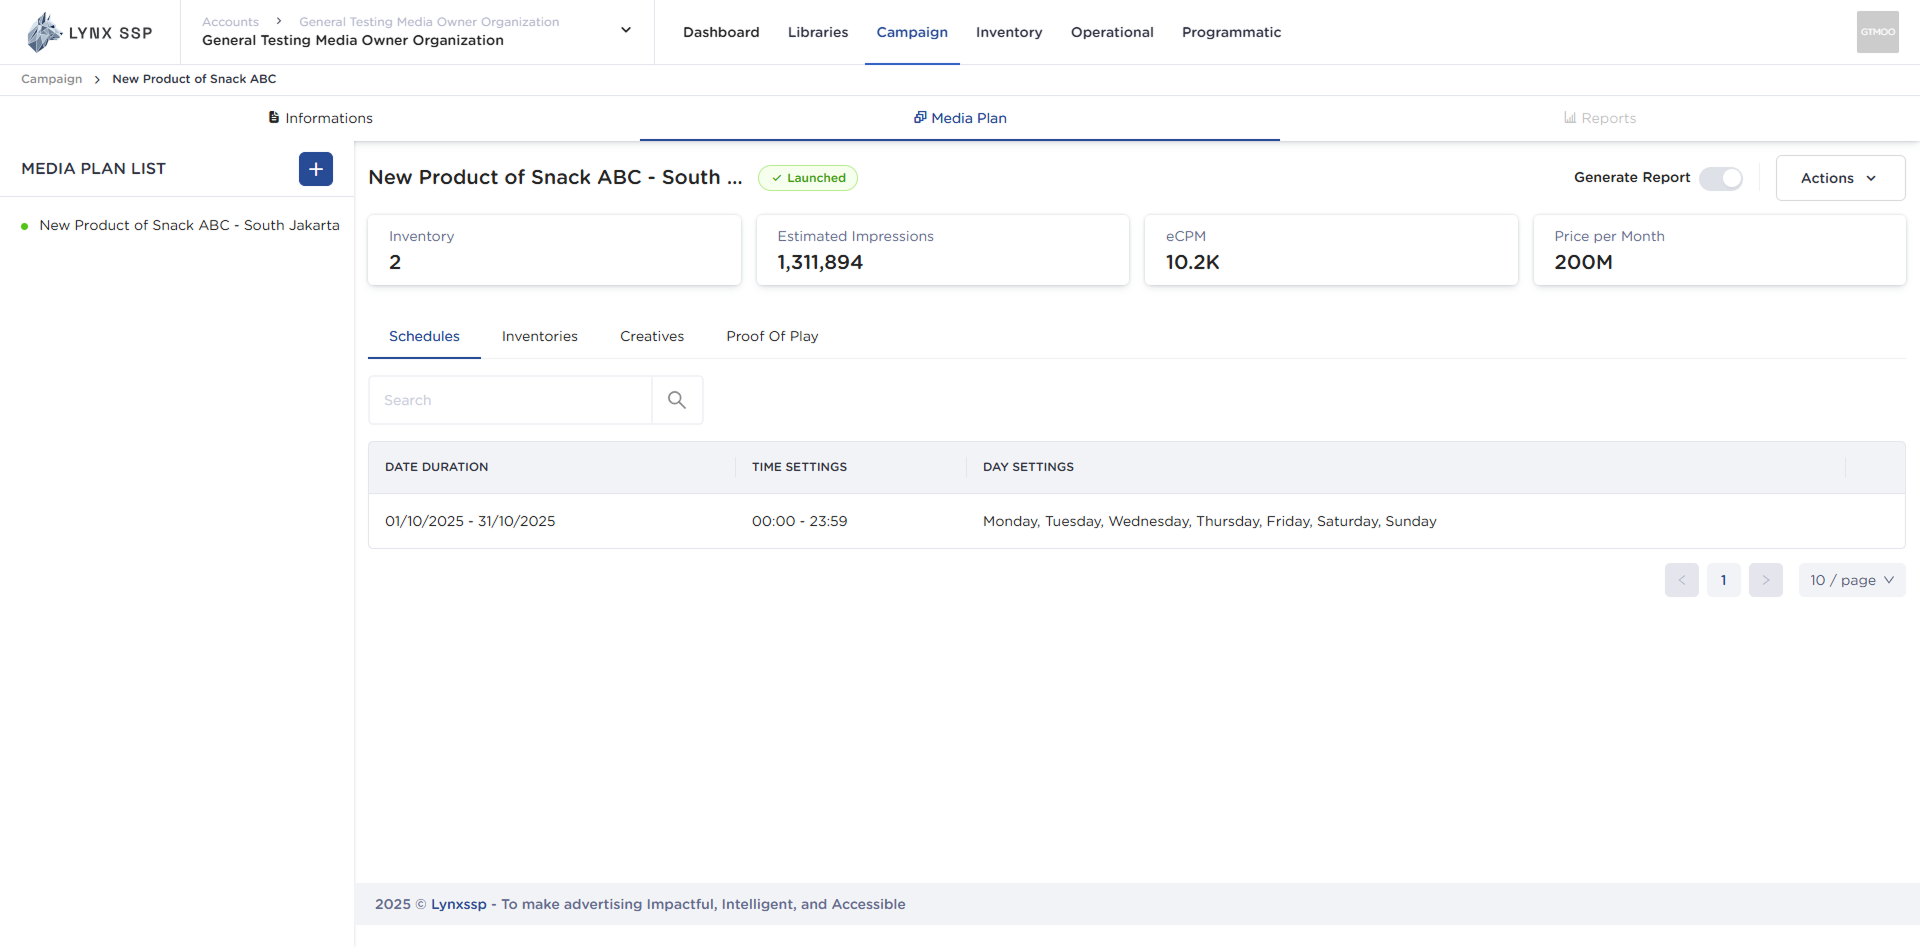 LYNX SSP
Accounts > General Testing Media Owner Organization
General Testing Media Owner Organization
Dashboard Libraries Campaign Inventory Operational Programmatic
GTMOO
Campaign > New Product of Snack ABC
Informations Media Plan Reports
MEDIA PLAN LIST
New Product of Snack ABC - South Jakarta
New Product of Snack ABC - South ... Launched Generate Report Actions
Inventory
2
Estimated Impressions
1,311,894
eCPM
10.2K
Price per Month
200M
Schedules Inventories Creatives Proof Of Play
Search
DATE DURATION TIME SETTINGS DAY SETTINGS
01/10/2025 - 31/10/2025 00:00 - 23:59 Monday, Tuesday, Wednesday, Thursday, Friday, Saturday, Sunday
< 1 > 10 / page
2025 © Lynxssp - To make advertising Impactful, Intelligent, and Accessible